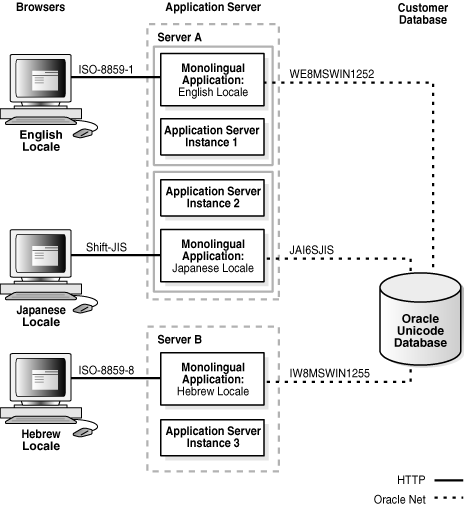 Browsers
Application Server
Customer
Database
Server A
ISO-8859-1
Monolingual
Application:
English Locale
WE8MSWIN1252
English
Locale
Application Server
Instance 1
Application Server
Instance 2
Shift-JIS
Monolingual
Application:
Japanese Locale
JAI6SJIS
Japanese
Locale
Oracle
Unicode
Database
Server B
ISO-8859-8
Monolingual
Application:
Hebrew Locale
IW8MSWIN1255
Hebrew
Locale
Application Server
Instance 3
HTTP
Oracle Net